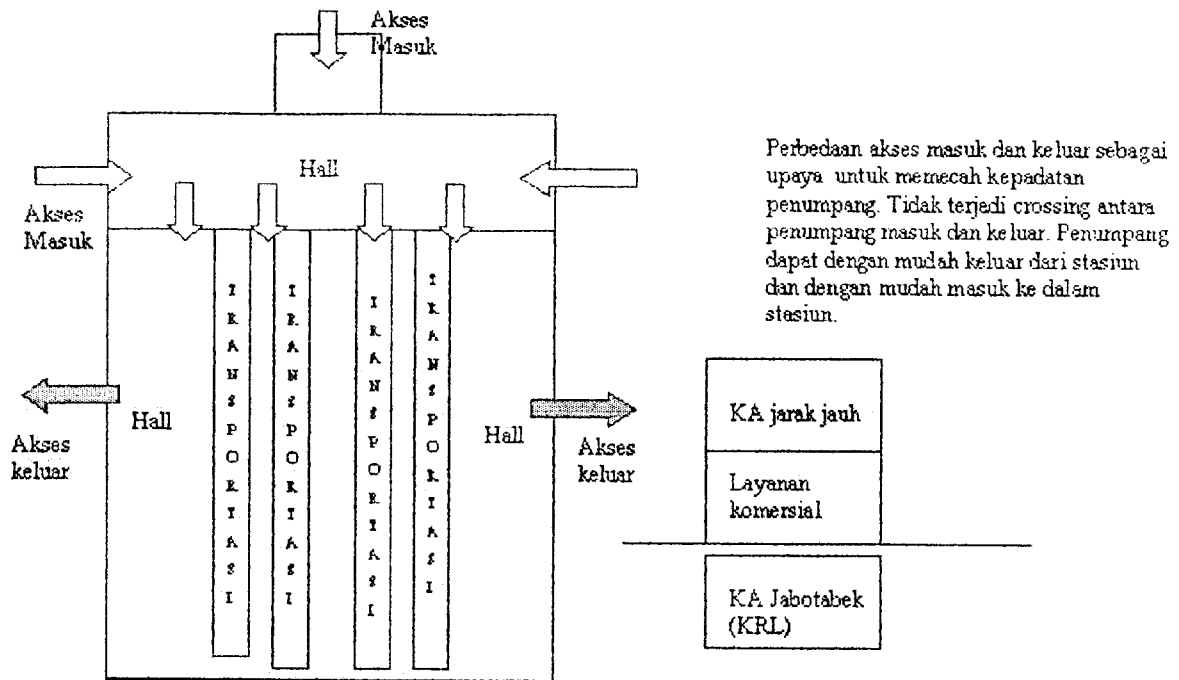 Akses
Masuk
Hall
Akses
Masuk
Perbedaan akses masuk dan keluar sebagai
upaya untuk memecah kepadatan
penumpang. Tidak terjadi crossing antara
penumpang masuk dan keluar. Penumpang
dapat dengan mudah keluar dari stasiun
dan dengan mudah masuk ke dalam
stasiun.
TRANSPORTASI
TRANSPORTASI
TRANSPORTASI
TRANSPORTASI
Hall
Akses
keluar
Hall
Akses
keluar
KA jarak jauh
Layanan
komersial
KA Jabotabek
(KRL)